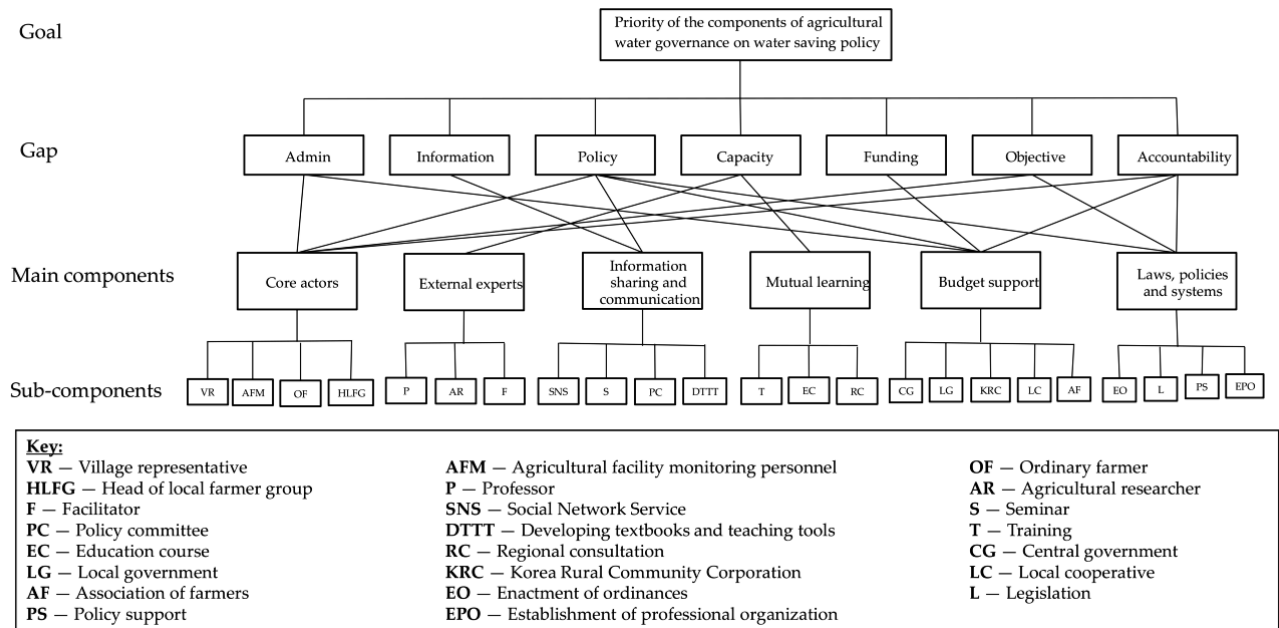 Goal
Priority of the components of agricultural
water governance on water saving policy
Gap
Admin
Information
Policy
Capacity
Funding
Objective
Accountability
Main components
Core actors
External experts
Information
sharing and
communication
Mutual learning
Budget support
Laws, policies
and systems
Sub-components
VR
AFM
OF
HLFG
P
AR
F
SNS
S
PC
DTTT
T
EC
RC
CG
LG
KRC
LC
AF
EO
L
PS
EPO
Key:
VR — Village representative
AFM — Agricultural facility monitoring personnel
OF — Ordinary farmer
HLFG — Head of local farmer group
P — Professor
AR — Agricultural researcher
F — Facilitator
SNS — Social Network Service
S — Seminar
PC — Policy committee
DTTT — Developing textbooks and teaching tools
T — Training
EC — Education course
RC — Regional consultation
CG — Central government
LG — Local government
KRC — Korea Rural Community Corporation
LC — Local cooperative
AF — Association of farmers
EO — Enactment of ordinances
L — Legislation
PS — Policy support
EPO — Establishment of professional organization